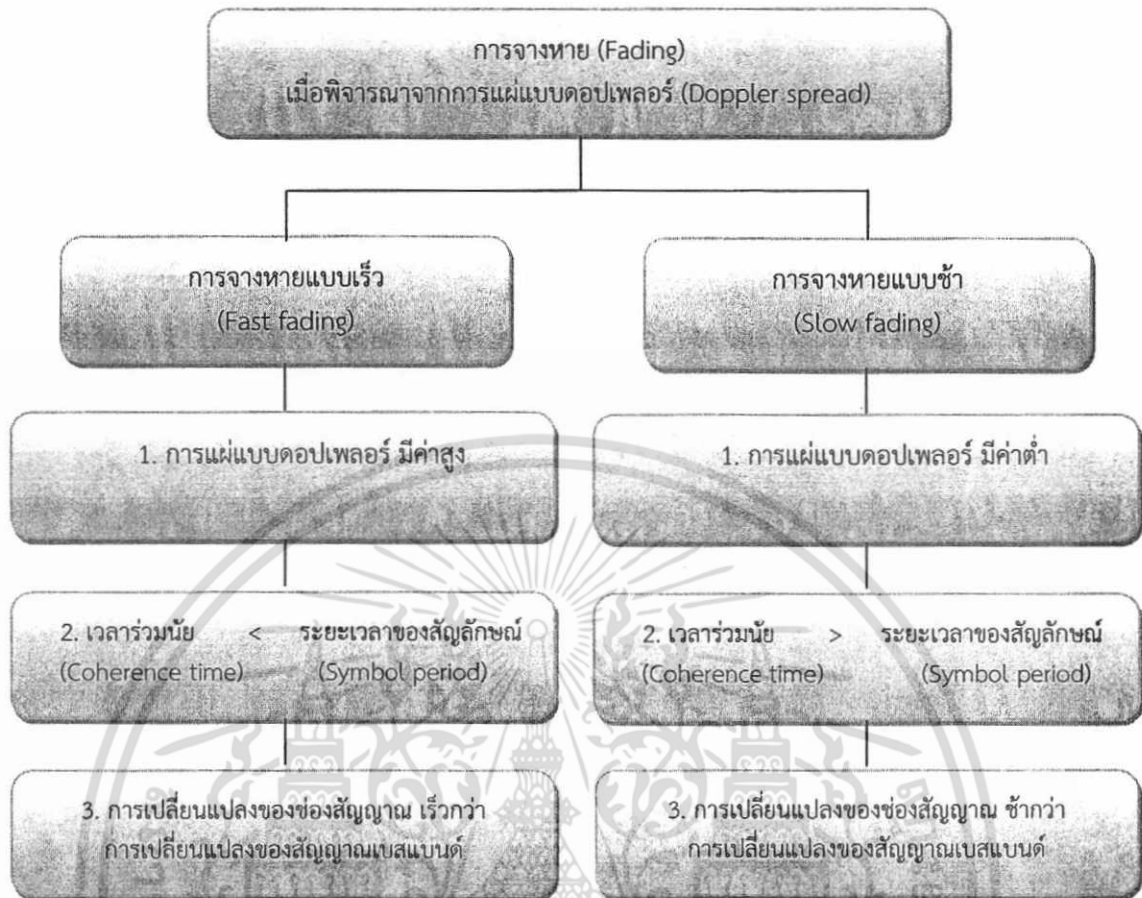 การจางหาย (Fading)
เมื่อพิจารณาจากการแผ่แบบดอปเพลอร์ (Doppler spread)
การจางหายแบบเร็ว
(Fast fading)
การจางหายแบบช้า
(Slow fading)
1. การแผ่แบบดอปเพลอร์ มีค่าสูง
1. การแผ่แบบดอปเพลอร์ มีค่าต่ำ
2. เวลาร่วมนัย < ระยะเวลาของสัญลักษณ์
(Coherence time) (Symbol period)
2. เวลาร่วมนัย > ระยะเวลาของสัญลักษณ์
(Coherence time) (Symbol period)
3. การเปลี่ยนแปลงของช่องสัญญาณ เร็วกว่า
การเปลี่ยนแปลงของสัญญาณเบสแบนด์
3. การเปลี่ยนแปลงของช่องสัญญาณ ช้ากว่า
การเปลี่ยนแปลงของสัญญาณเบสแบนด์